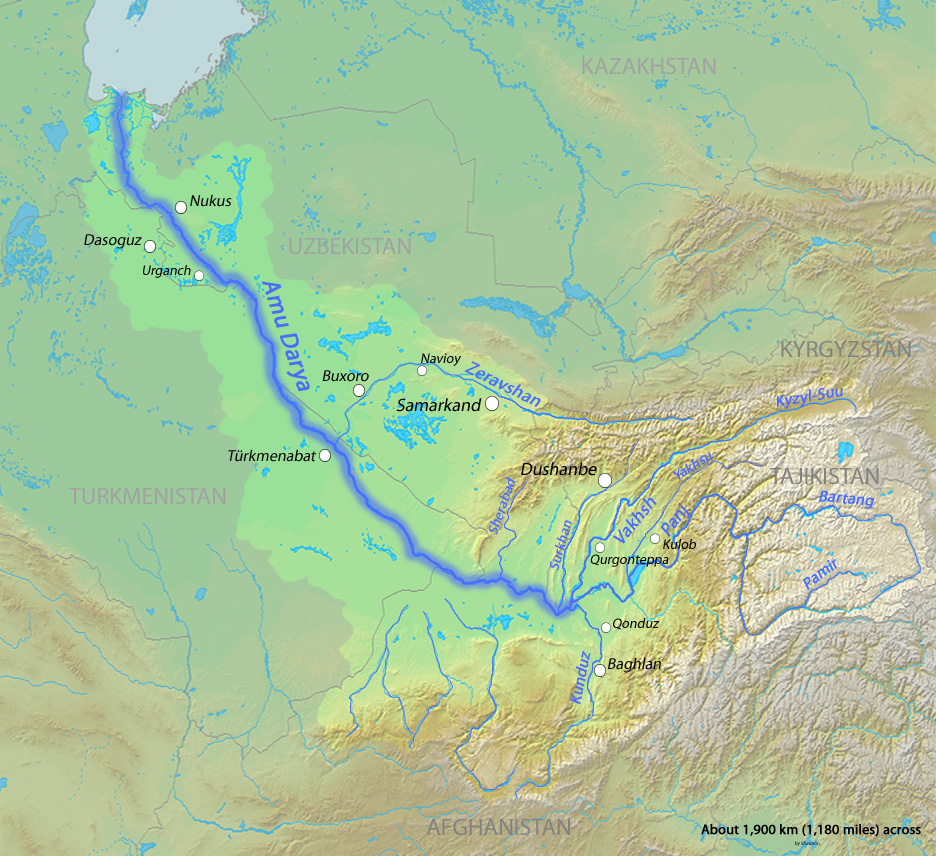 KAZAKHSTAN
Nukus
Dasoguz
UZBEKISTAN
Urganch
Amu Darya
KYRGYZSTAN
Navioy
Zeravshan
Buxoro
Kyzyl-Suu
Samarkand
Türkmenabat
Dushanbe
Yakhsu
TAJIKISTAN
TURKMENISTAN
Sherabad
Bartang
Vakhsh
Panj
Surkhan
Kulob
Qurgonteppa
Pamir
Qonduz
Baghlan
Kunduz
AFGHANISTAN
About 1,900 km (1,180 miles) across
by Shannon